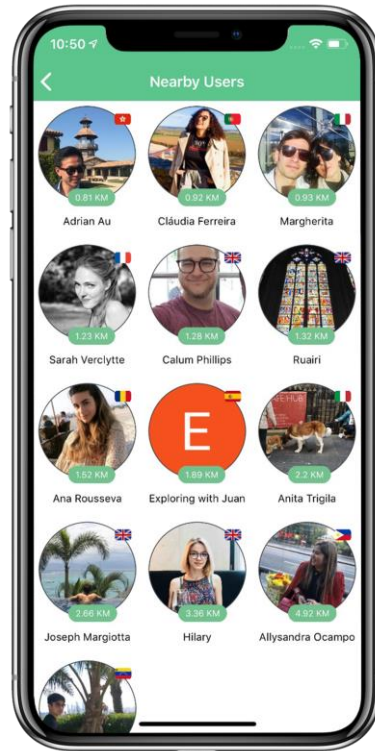 10:50
Nearby Users
0.81 KM
0.92 KM
0.93 KM
Adrian Au
Cláudia Ferreira
Margherita
1.23 KM
1.28 KM
1.32 KM
Sarah Verclytte
Calum Phillips
Ruairi
E
1.52 KM
1.89 KM
2.2 KM
Ana Rousseva
Exploring with Juan
Anita Trigila
2.66 KM
3.36 KM
4.92 KM
Joseph Margiotta
Hilary
Allysandra Ocampo